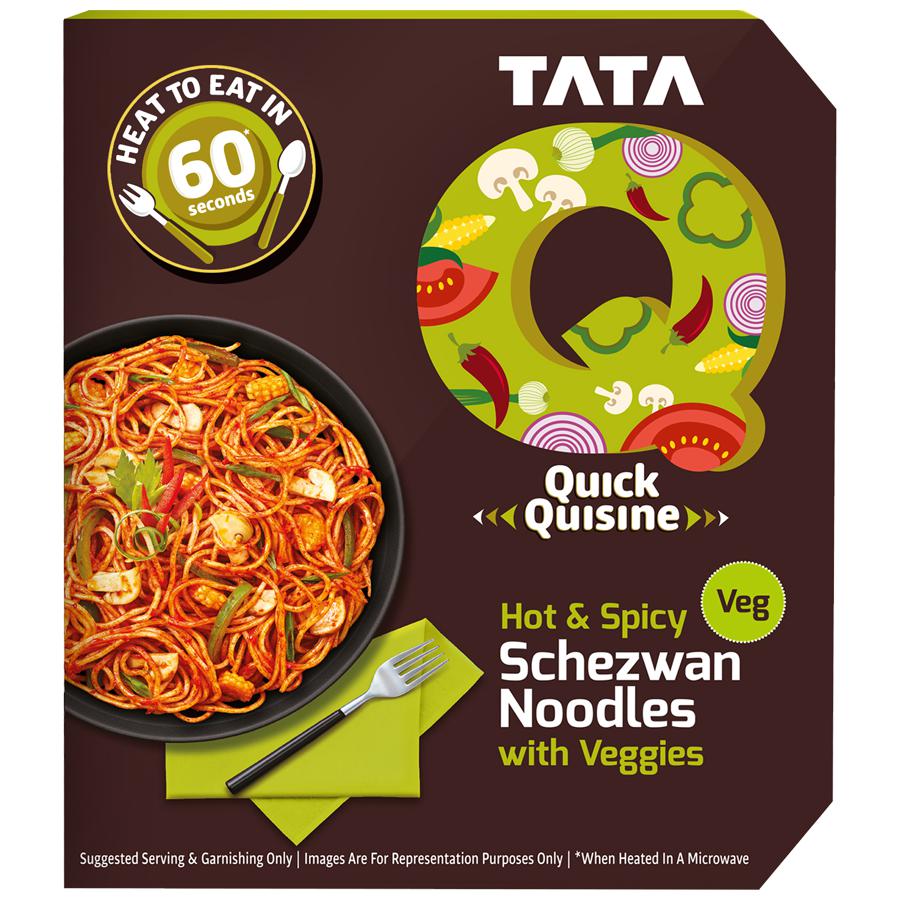 HEAT TO EAT IN
60*
seconds
TATA
Quick
Quisine
Hot & Spicy
Veg
Schezwan
Noodles
with Veggies
Suggested Serving & Garnishing Only | Images Are For Representation Purposes Only | *When Heated In A Microwave